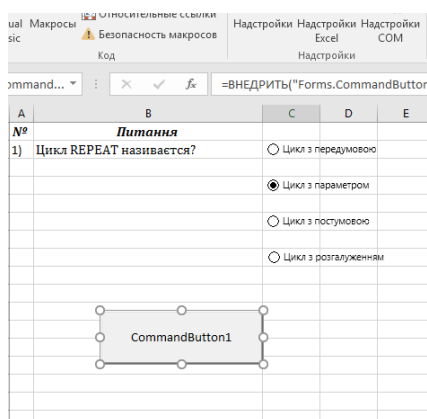 Относительные ссылки
ual Макросы
sic
Безопасность макросов
Код
Надстройки Надстройки Надстройки
Excel COM
Надстройки
ommand... fx =ВНЕДРИТЬ("Forms.CommandButton
A B C D E
№ Питання
1) Цикл REPEAT називаєтся?
Цикл з передумовою
Цикл з параметром
Цикл з постумовою
Цикл з розгалуженням
CommandButton1